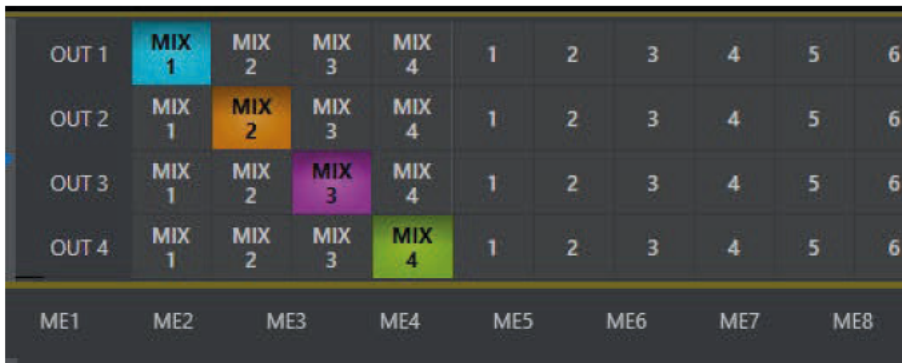 OUT 1 MIX 1 MIX 2 MIX 3 MIX 4 1 2 3 4 5 6
OUT 2 MIX 1 MIX 2 MIX 3 MIX 4 1 2 3 4 5 6
OUT 3 MIX 1 MIX 2 MIX 3 MIX 4 1 2 3 4 5 6
OUT 4 MIX 1 MIX 2 MIX 3 MIX 4 1 2 3 4 5 6
ME1 ME2 ME3 ME4 ME5 ME6 ME7 ME8